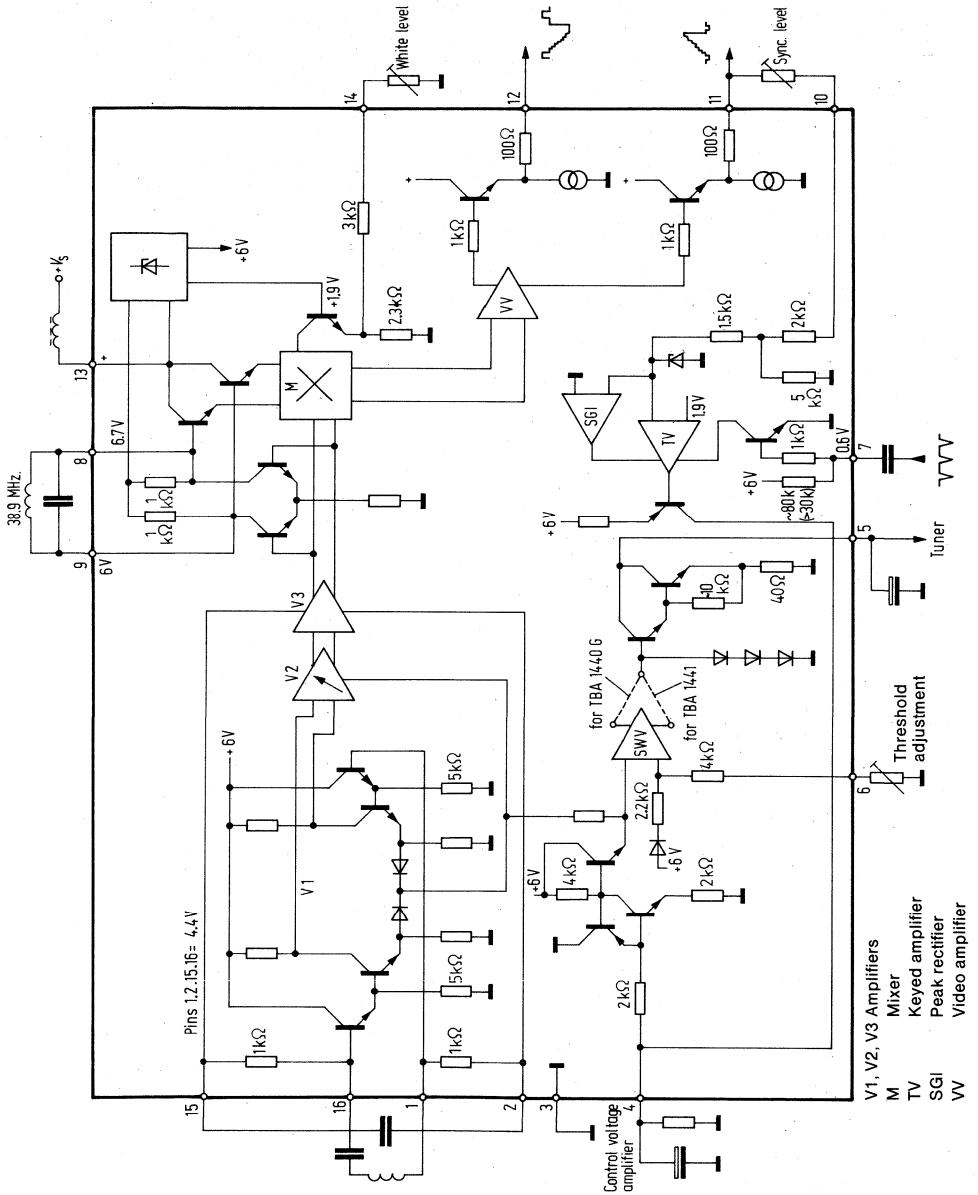 38.9 MHz.
9
8
13
+
+Vs
6V
6.7V
1
kΩ
1
kΩ
+6V
+1.9V
2.3kΩ
3kΩ
14
White level
Pins 1.2.15.16 = 4.4V
+6V
V1
V2
V3
M
VV
15
16
1
2
3
4
1kΩ
1kΩ
5kΩ
5kΩ
+
1kΩ
100Ω
12
+
1kΩ
100Ω
11
Sync. level
10
SGI
TV
1.9V
1.5kΩ
2kΩ
5
kΩ
1kΩ
+6V
~80k
(>30k)
0.6V
7
+6V
for TBA 1440 G
for TBA 1441
SWV
10
kΩ
40Ω
5
Tuner
+6V
4kΩ
2kΩ
2kΩ
2.2kΩ
+6V
4kΩ
6
Threshold
adjustment
Control voltage
amplifier
V1, V2, V3 Amplifiers
M Mixer
TV Keyed amplifier
SGI Peak rectifier
VV Video amplifier